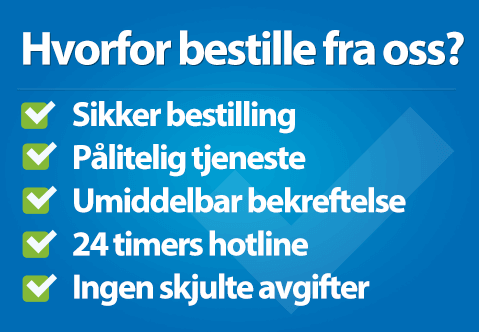 Hvorfor bestille fra oss?
Sikker bestilling
Pålitelig tjeneste
Umiddelbar bekreftelse
24 timers hotline
Ingen skjulte avgifter